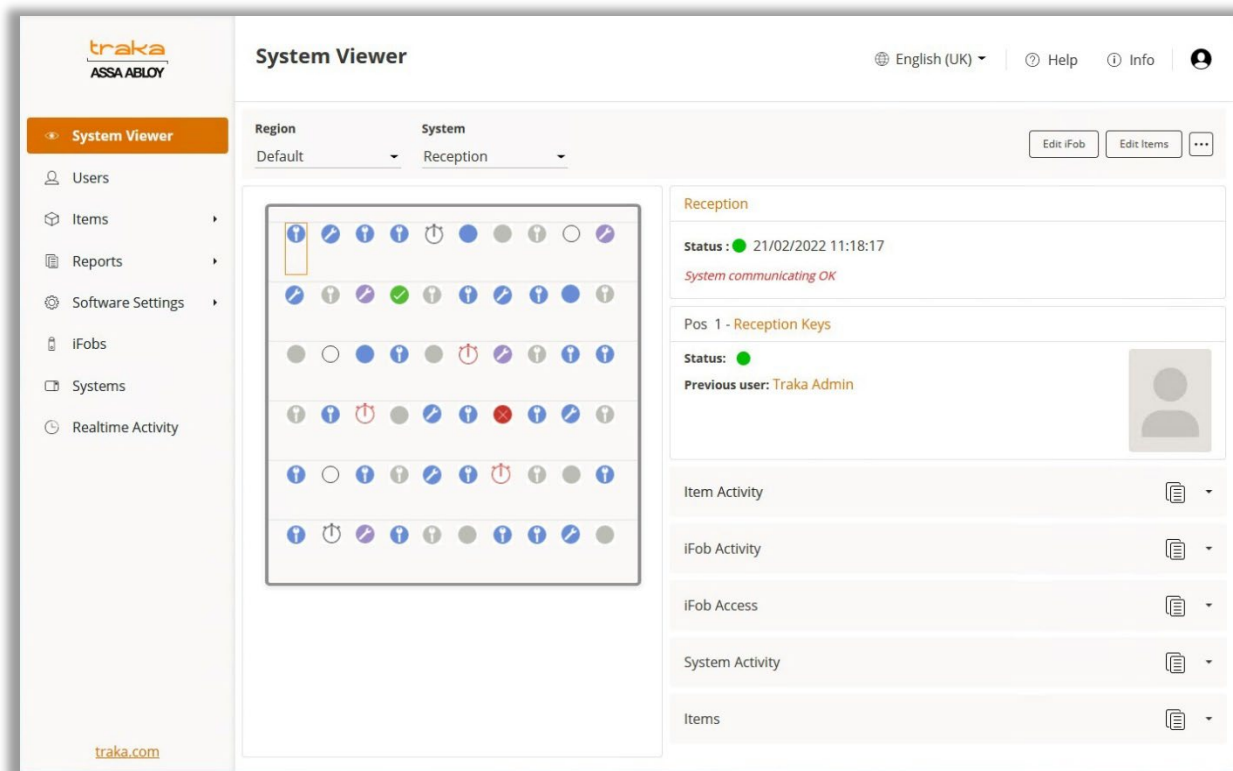 traka
ASSA ABLOY
System Viewer
English (UK)
Help
Info
System Viewer
Users
Items
Reports
Software Settings
iFobs
Systems
Realtime Activity
traka.com
Region
System
Default
Reception
Edit iFob
Edit Items
Reception
Status : 21/02/2022 11:18:17
System communicating OK
Pos 1 - Reception Keys
Status:
Previous user: Traka Admin
Item Activity
iFob Activity
iFob Access
System Activity
Items